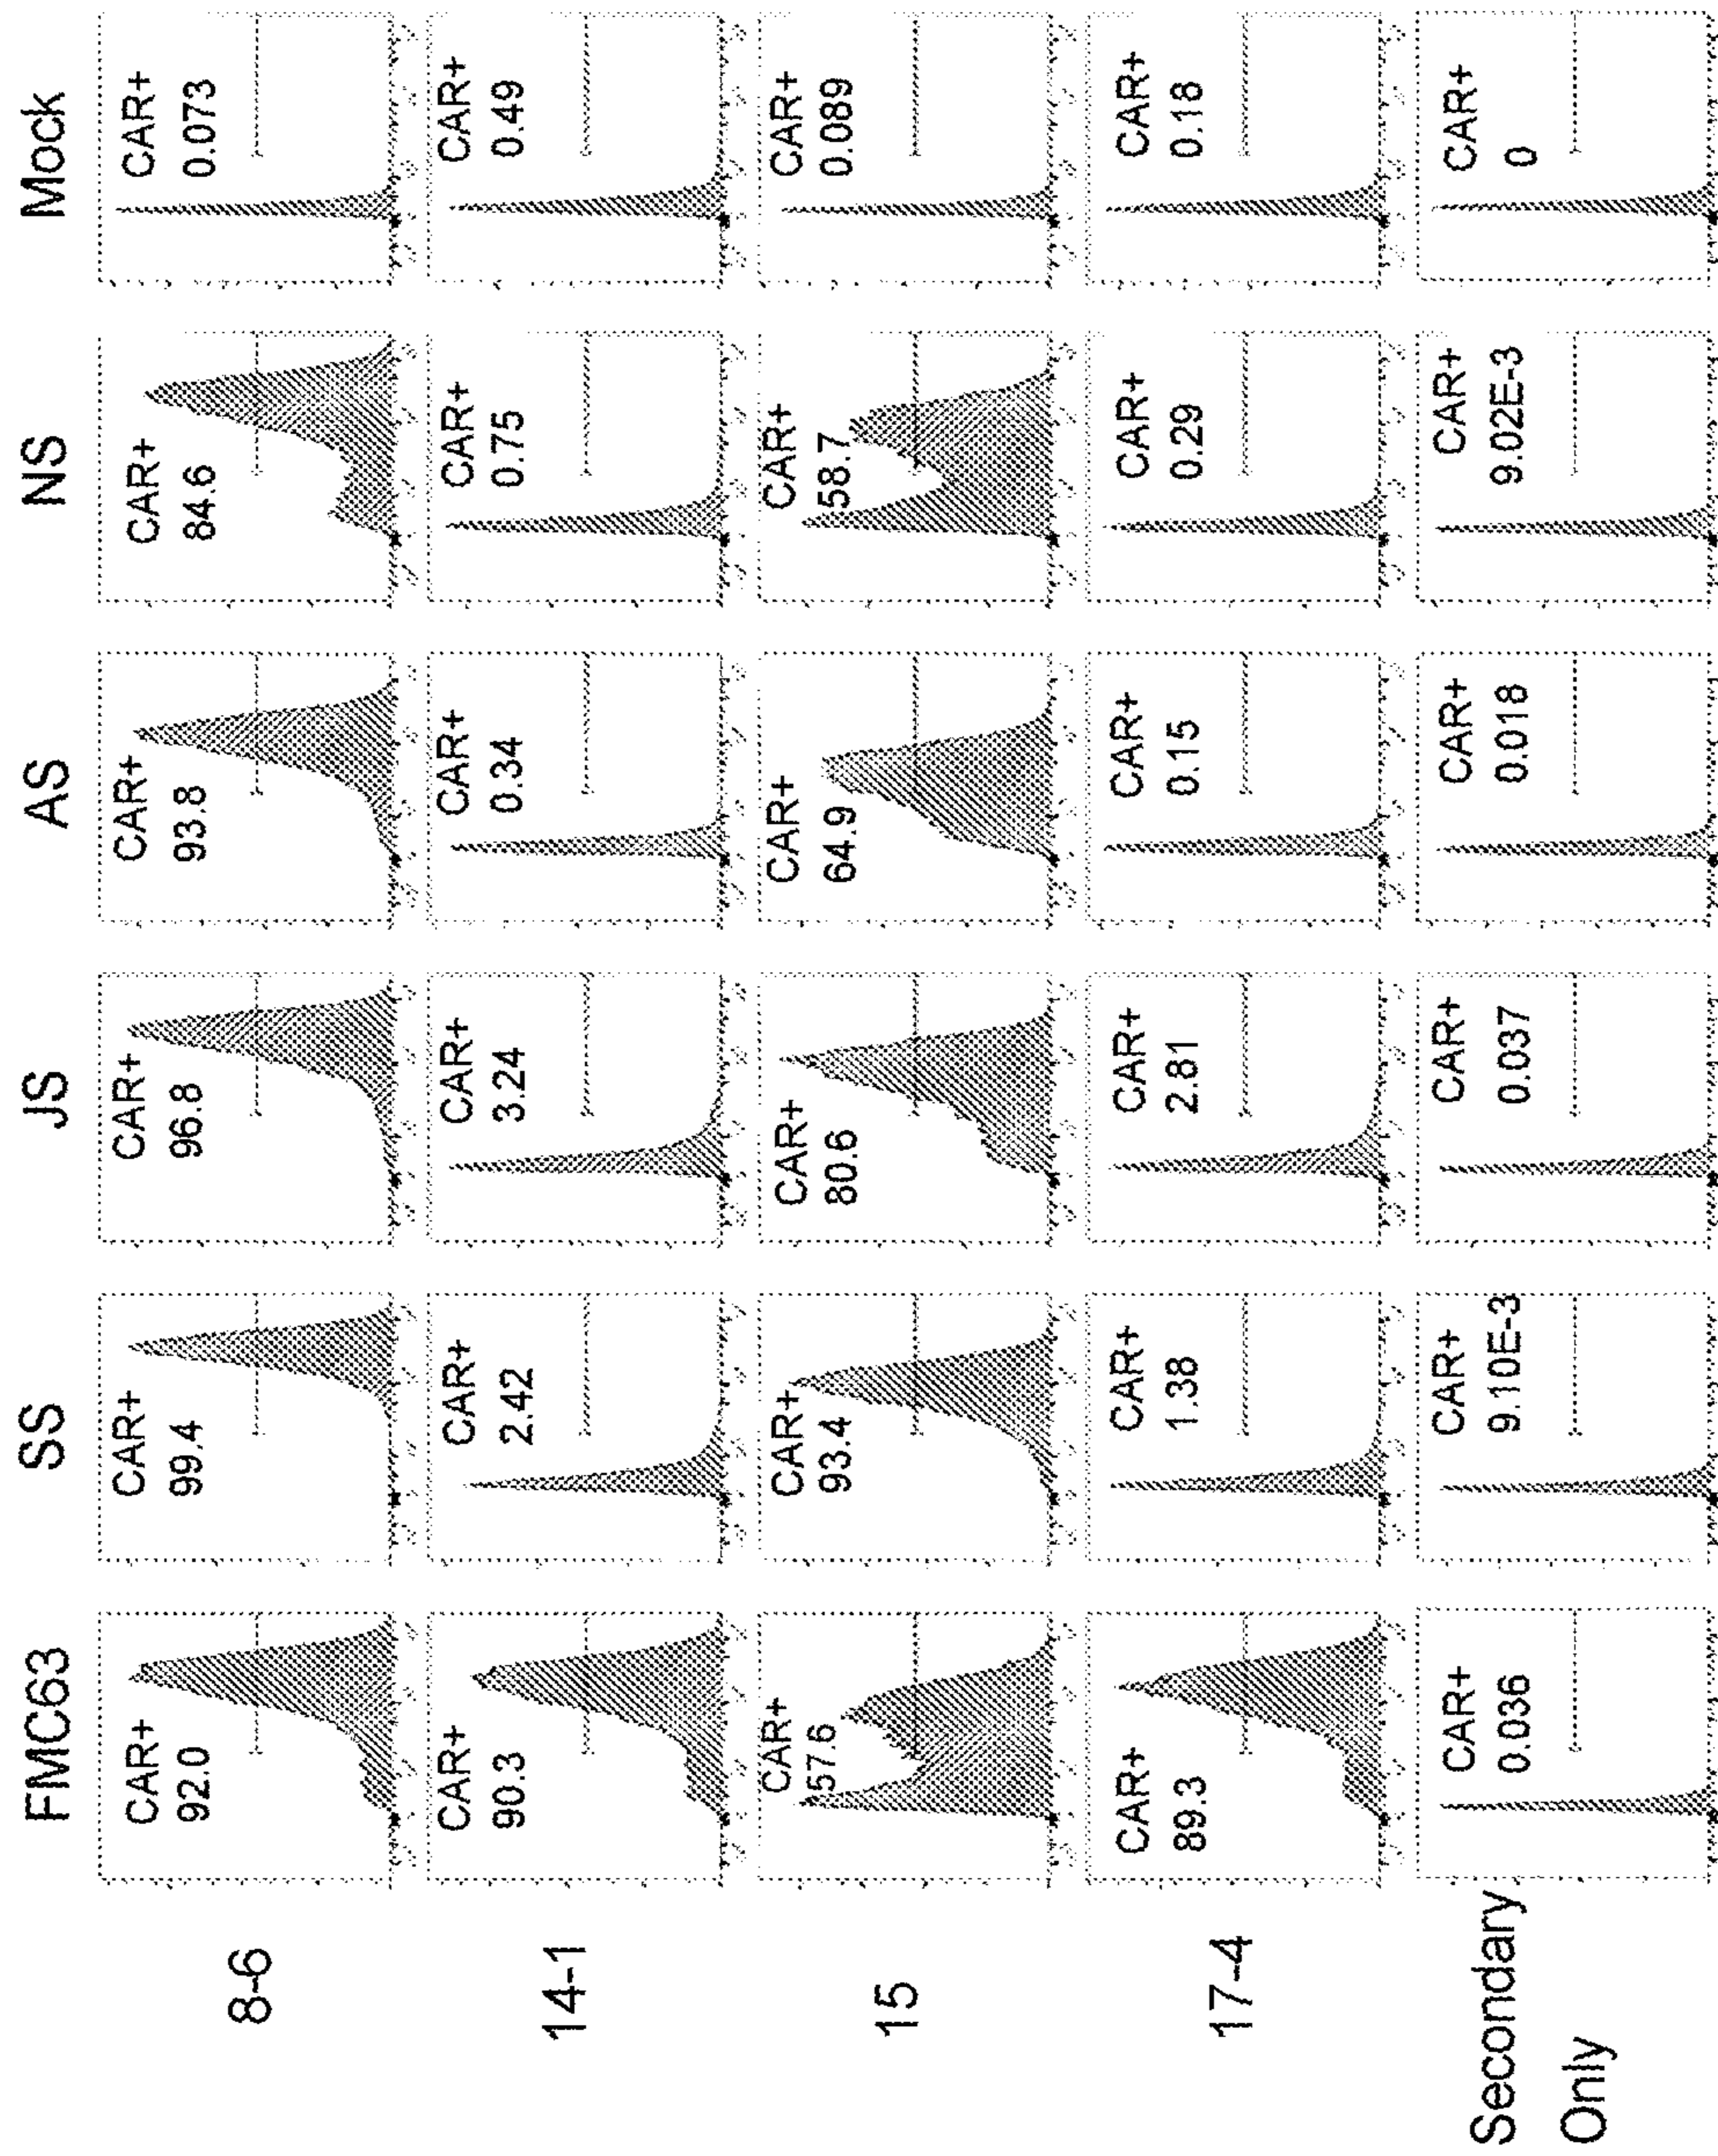 FMC63 SS JS AS NS Mock
8-6
CAR+ CAR+ CAR+ CAR+ CAR+ CAR+
92.0 99.4 96.8 93.8 84.6 0.073
14-1
CAR+ CAR+ CAR+ CAR+ CAR+ CAR+
90.3 2.42 3.24 0.34 0.75 0.49
15
CAR+ CAR+ CAR+ CAR+ CAR+ CAR+
57.6 93.4 80.6 64.9 58.7 0.089
17-4
CAR+ CAR+ CAR+ CAR+ CAR+ CAR+
89.3 1.38 2.81 0.15 0.29 0.18
Secondary
Only
CAR+ CAR+ CAR+ CAR+ CAR+ CAR+
0.036 9.10E-3 0.037 0.018 9.02E-3 0